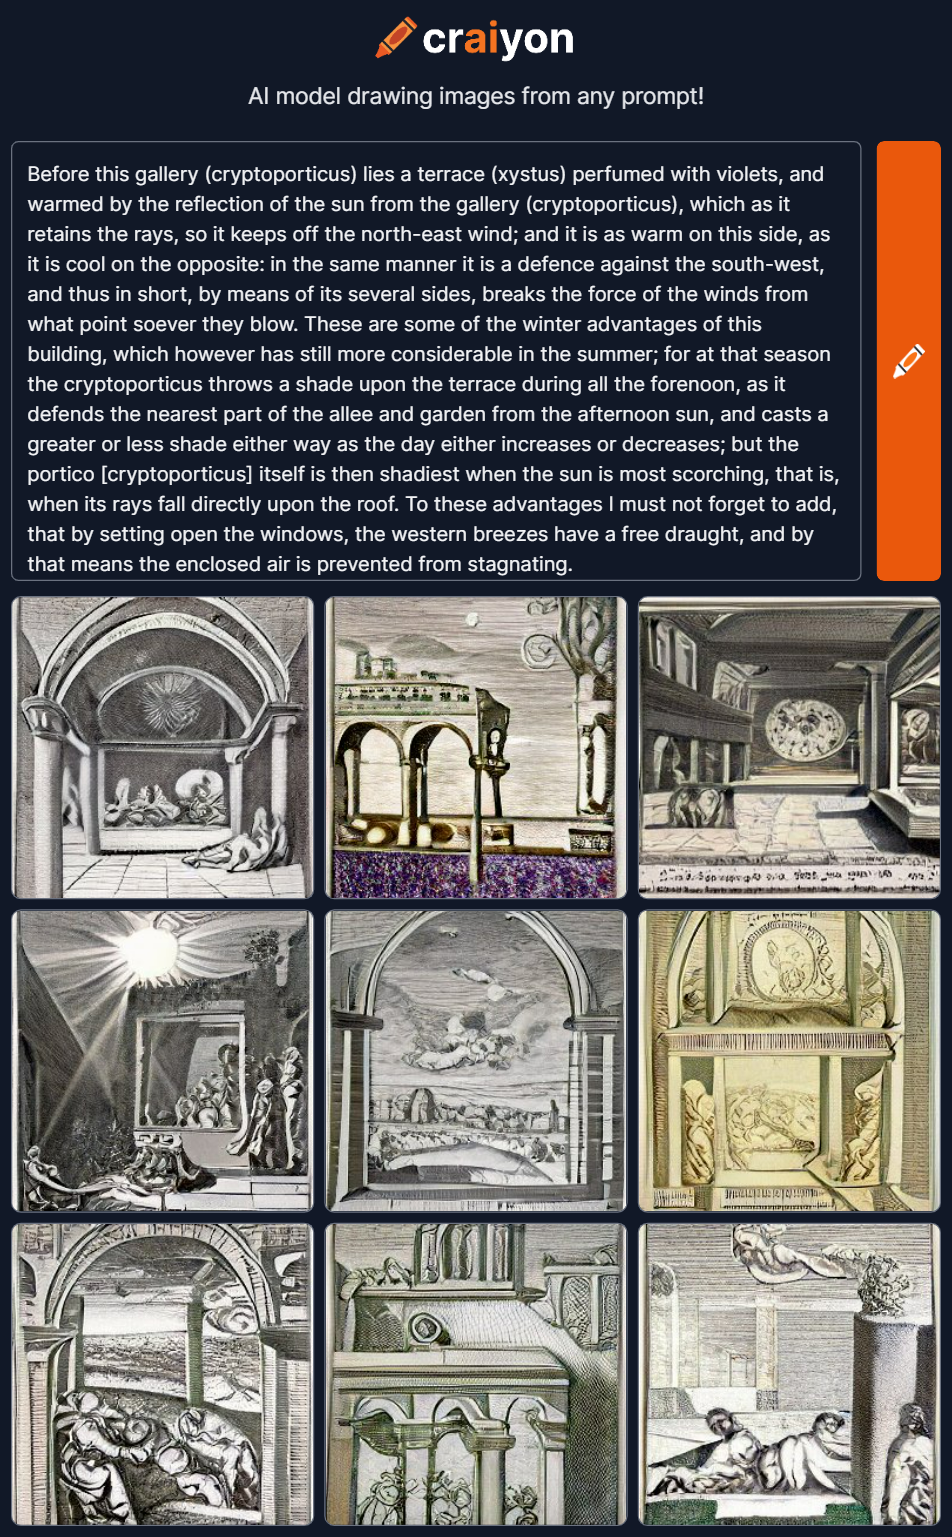 craiyon
AI model drawing images from any prompt!
Before this gallery (cryptoporticus) lies a terrace (xystus) perfumed with violets, and
warmed by the reflection of the sun from the gallery (cryptoporticus), which as it
retains the rays, so it keeps off the north-east wind; and it is as warm on this side, as
it is cool on the opposite: in the same manner it is a defence against the south-west,
and thus in short, by means of its several sides, breaks the force of the winds from
what point soever they blow. These are some of the winter advantages of this
building, which however has still more considerable in the summer; for at that season
the cryptoporticus throws a shade upon the terrace during all the forenoon, as it
defends the nearest part of the allee and garden from the afternoon sun, and casts a
greater or less shade either way as the day either increases or decreases; but the
portico [cryptoporticus] itself is then shadiest when the sun is most scorching, that is,
when its rays fall directly upon the roof. To these advantages I must not forget to add,
that by setting open the windows, the western breezes have a free draught, and by
that means the enclosed air is prevented from stagnating.